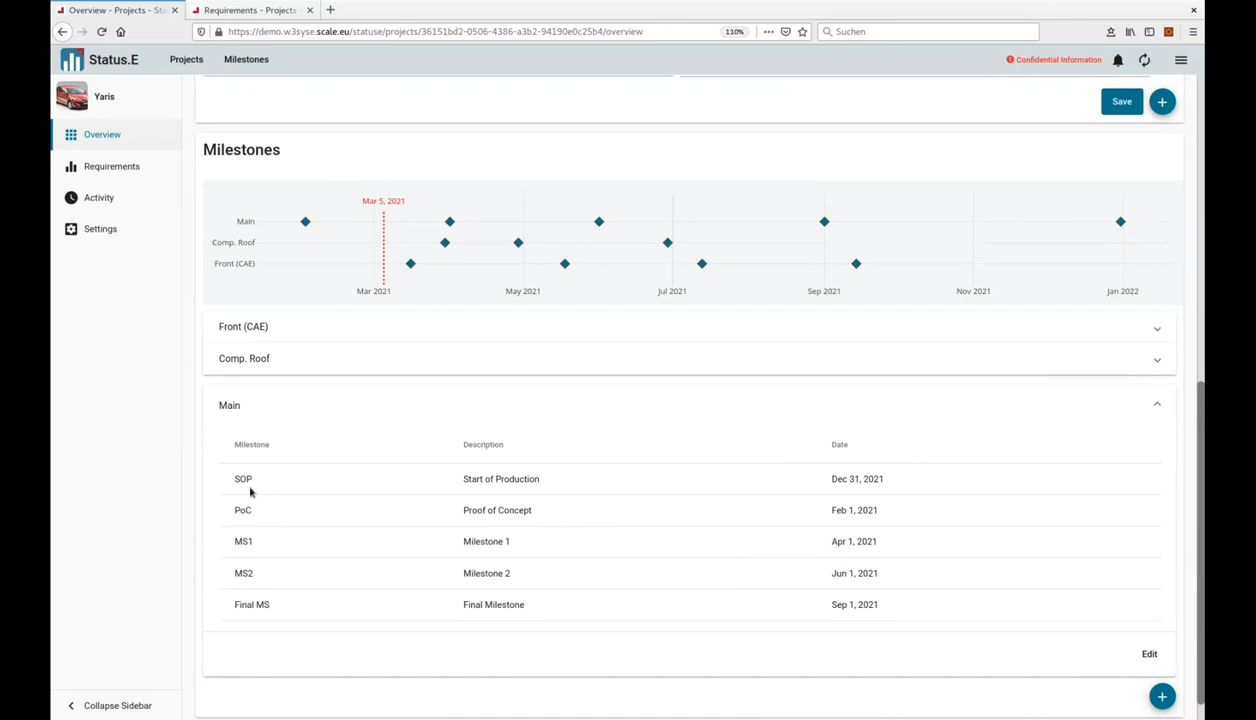 Overview - Projects - Sta
Requirements - Projects -
https://demo.w3syse.scale.eu/statuse/projects/36151bd2-0506-4386-a3b2-94190e0c25b4/overview
110%
Suchen
Status.E
Projects
Milestones
Confidential Information
Yaris
Overview
Requirements
Activity
Settings
Collapse Sidebar
Save
Milestones
Mar 5, 2021
Main
Comp. Roof
Front (CAE)
Mar 2021 May 2021 Jul 2021 Sep 2021 Nov 2021 Jan 2022
Front (CAE)
Comp. Roof
Main
Milestone Description Date
SOP Start of Production Dec 31, 2021
PoC Proof of Concept Feb 1, 2021
MS1 Milestone 1 Apr 1, 2021
MS2 Milestone 2 Jun 1, 2021
Final MS Final Milestone Sep 1, 2021
Edit